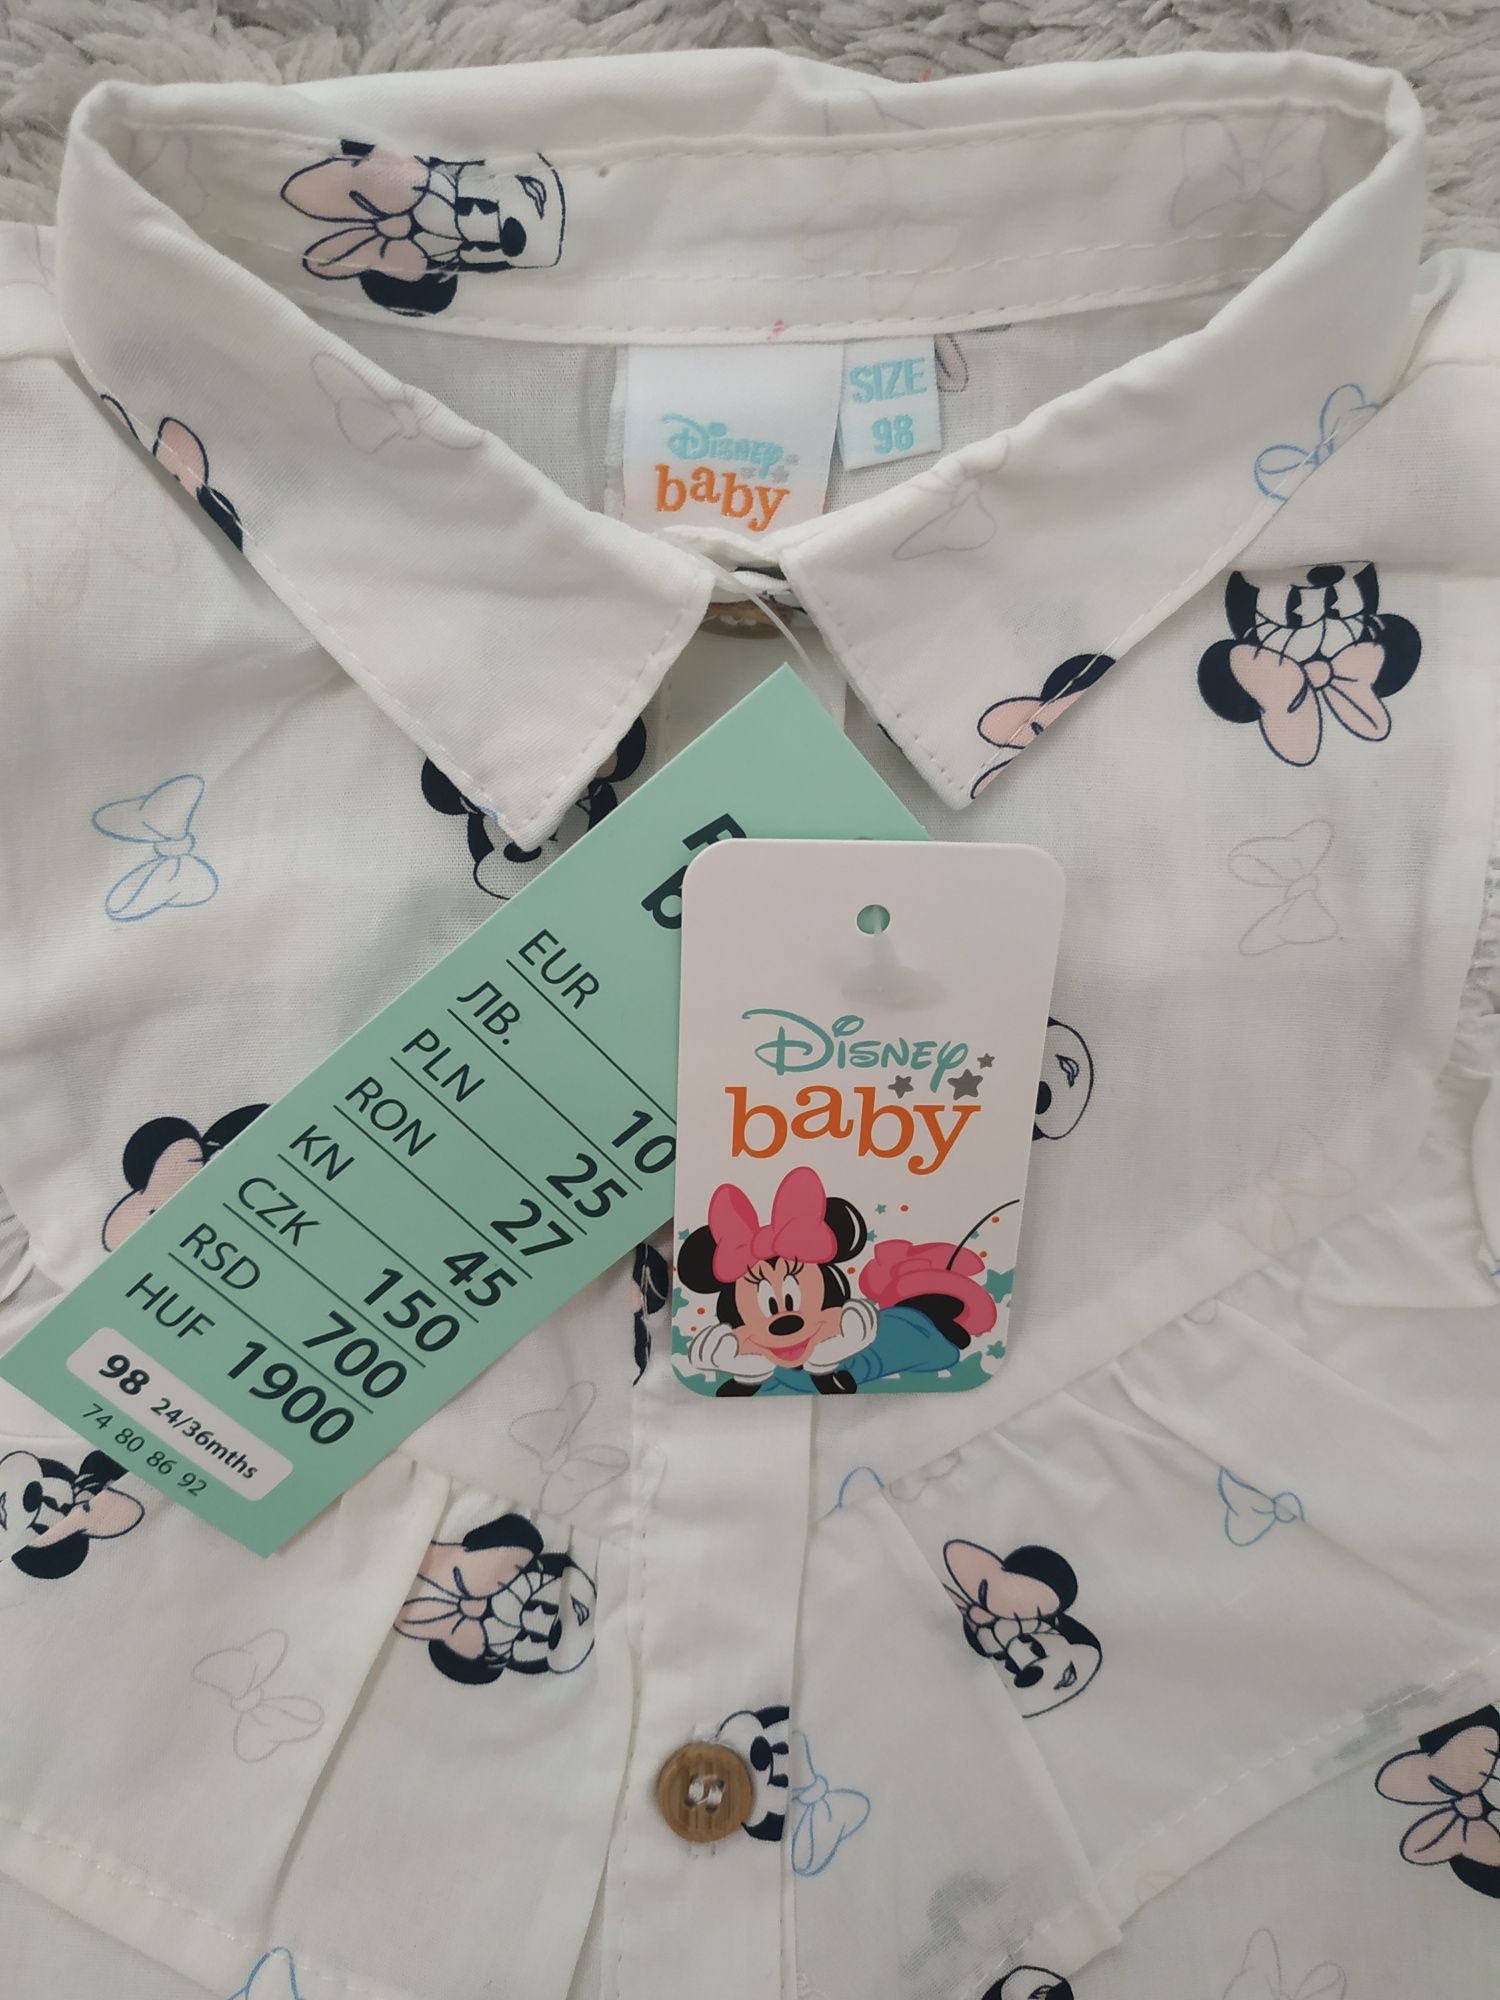 Disney
baby
SIZE
98
EUR
ЛВ. 10
PLN 25
RON 27
KN 45
CZK 150
RSD 700
HUF 1900
98 24/36mths
74 80 86 92
Disney
baby